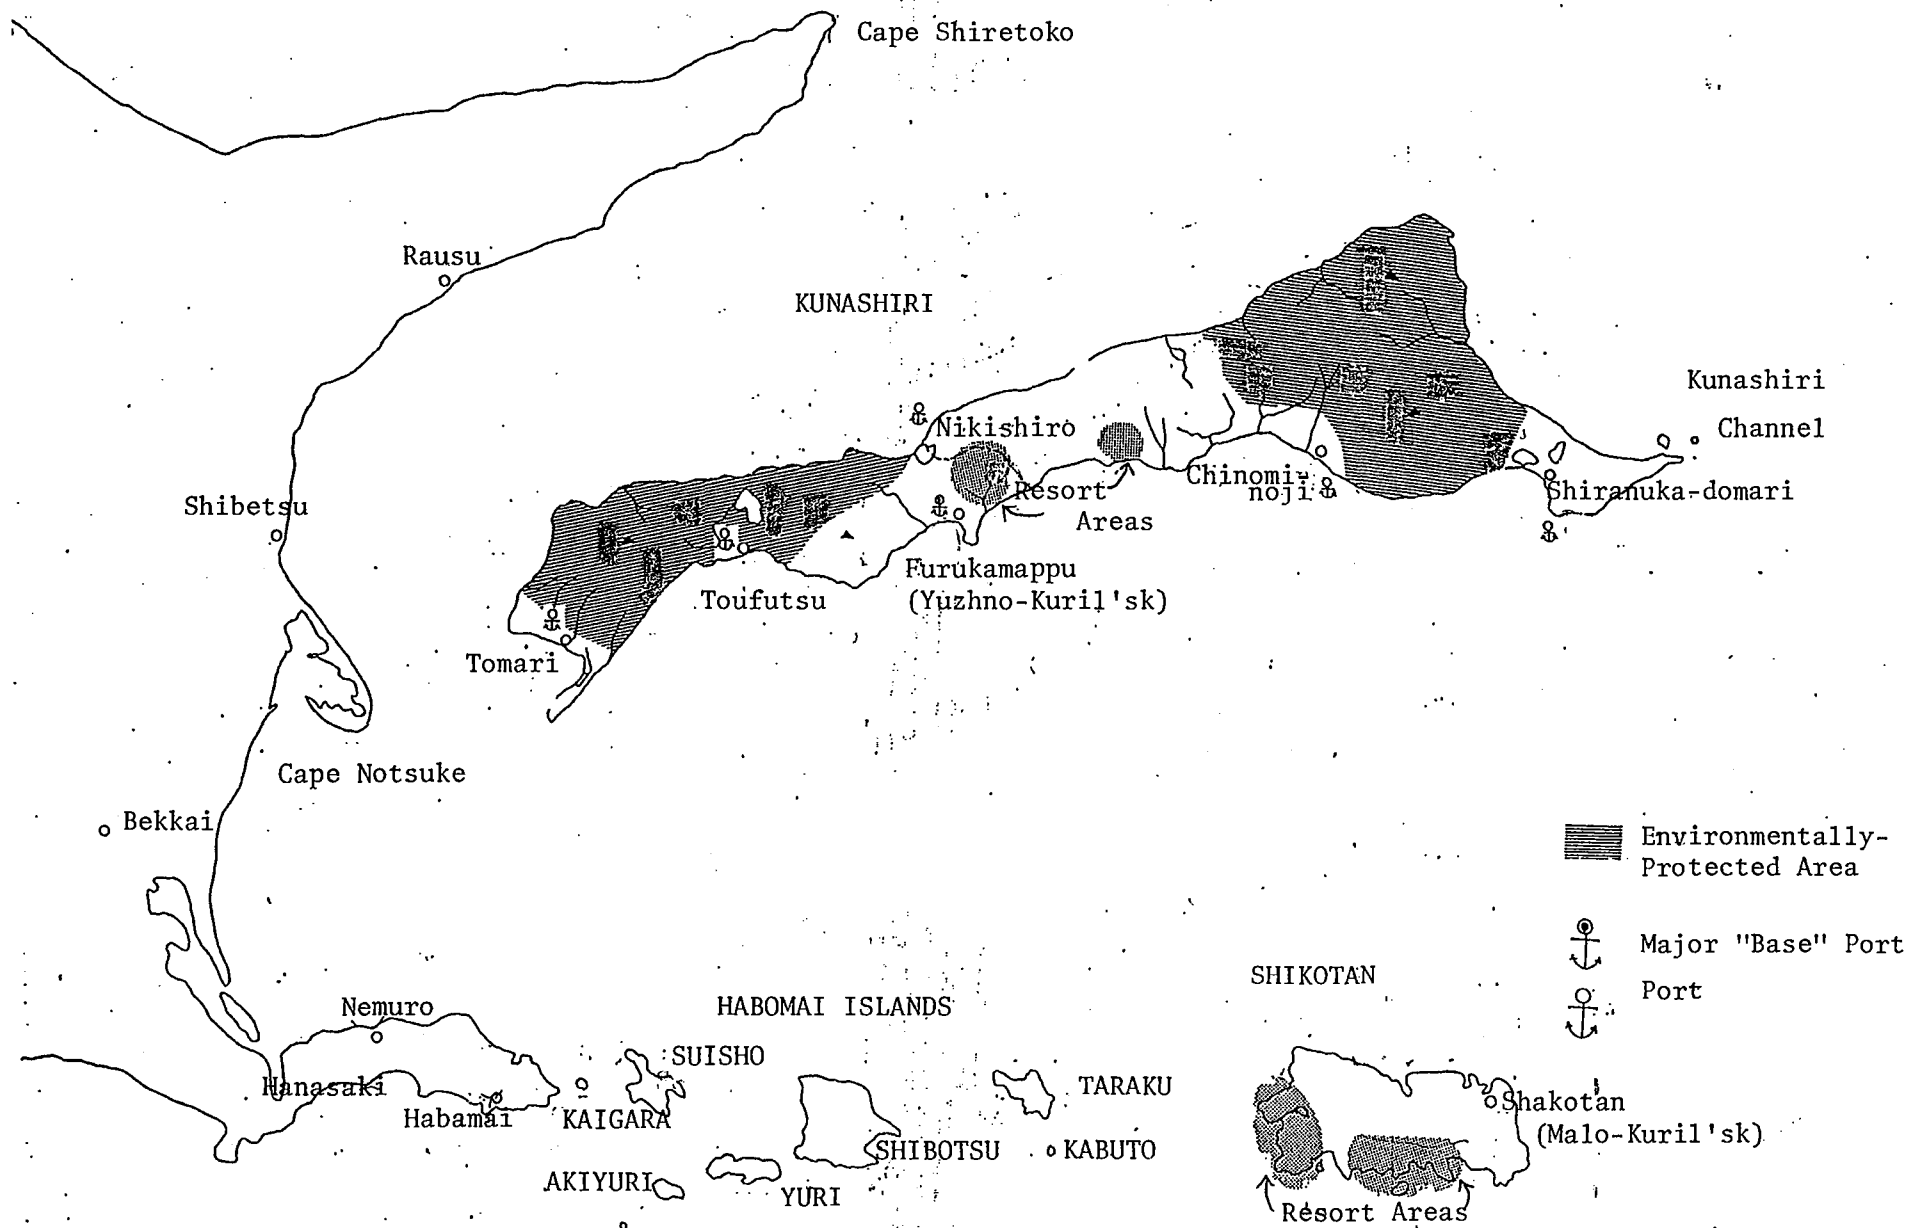 Cape Shiretoko
Rausu
KUNASHIRI
Kunashiri
Channel
Nikishiro
Shibetsu
Resort
Areas
Chinomi-
noji
Shiranuka-domari
Furukamappu
(Yuzhno-Kuril'sk)
Toufutsu
Tomari
Cape Notsuke
Bekkai
Environmentally-
Protected Area
Major "Base" Port
Port
SHIKOTAN
Nemuro
HABOMAI ISLANDS
SUISHO
Hanasaki
Habamai
KAIGARA
TARAKU
Shakotan
(Malo-Kuril'sk)
SHIBOTSU
KABUTO
AKIYURI
YURI
Resort Areas